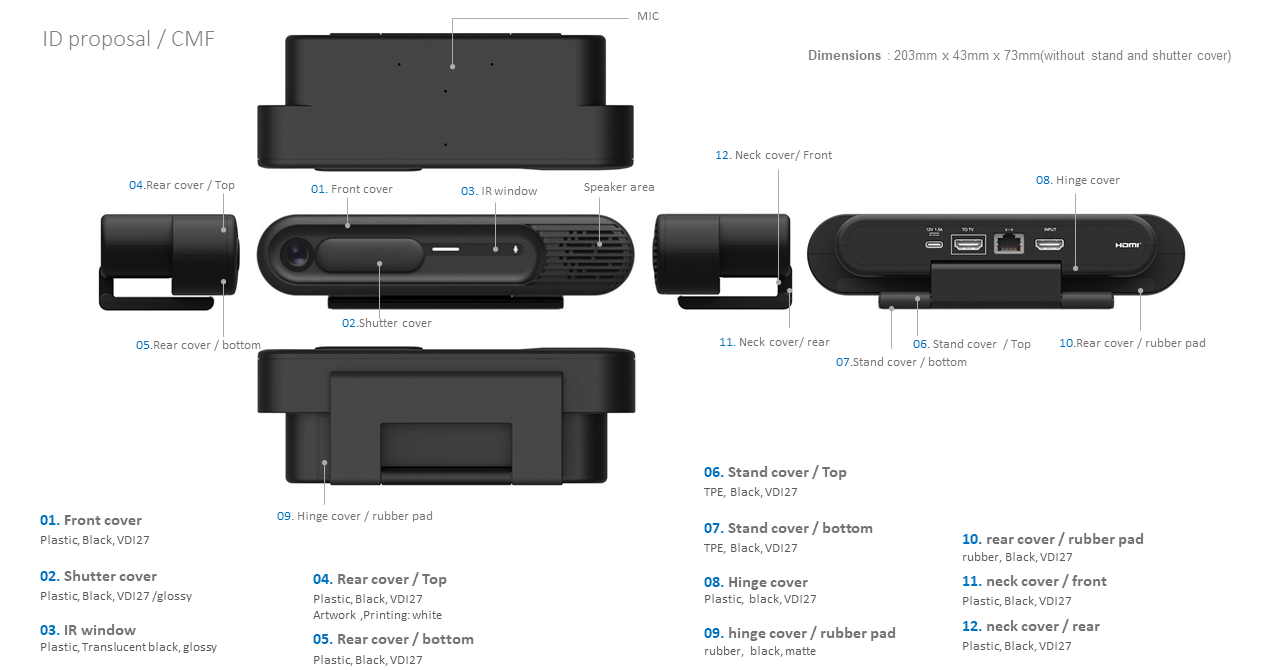 ID proposal / CMF
MIC
Dimensions : 203mm x 43mm x 73mm(without stand and shutter cover)
12. Neck cover/ Front
04.Rear cover / Top
01. Front cover
03. IR window
Speaker area
08. Hinge cover
12V 1.5A
TO TV
<··>
INPUT
HDMI
02.Shutter cover
05.Rear cover / bottom
11. Neck cover/ rear
06. Stand cover / Top
10.Rear cover / rubber pad
07.Stand cover / bottom
09. Hinge cover / rubber pad
01. Front cover
Plastic, Black, VDI27
02. Shutter cover
Plastic, Black, VDI27 /glossy
03. IR window
Plastic, Translucent black, glossy
04. Rear cover / Top
Plastic, Black, VDI27
Artwork ,Printing: white
05. Rear cover / bottom
Plastic, Black, VDI27
06. Stand cover / Top
TPE, Black, VDI27
07. Stand cover / bottom
TPE, Black, VDI27
08. Hinge cover
Plastic, black, VDI27
09. hinge cover / rubber pad
rubber, black, matte
10. rear cover / rubber pad
rubber, Black, VDI27
11. neck cover / front
Plastic, Black, VDI27
12. neck cover / rear
Plastic, Black, VDI27